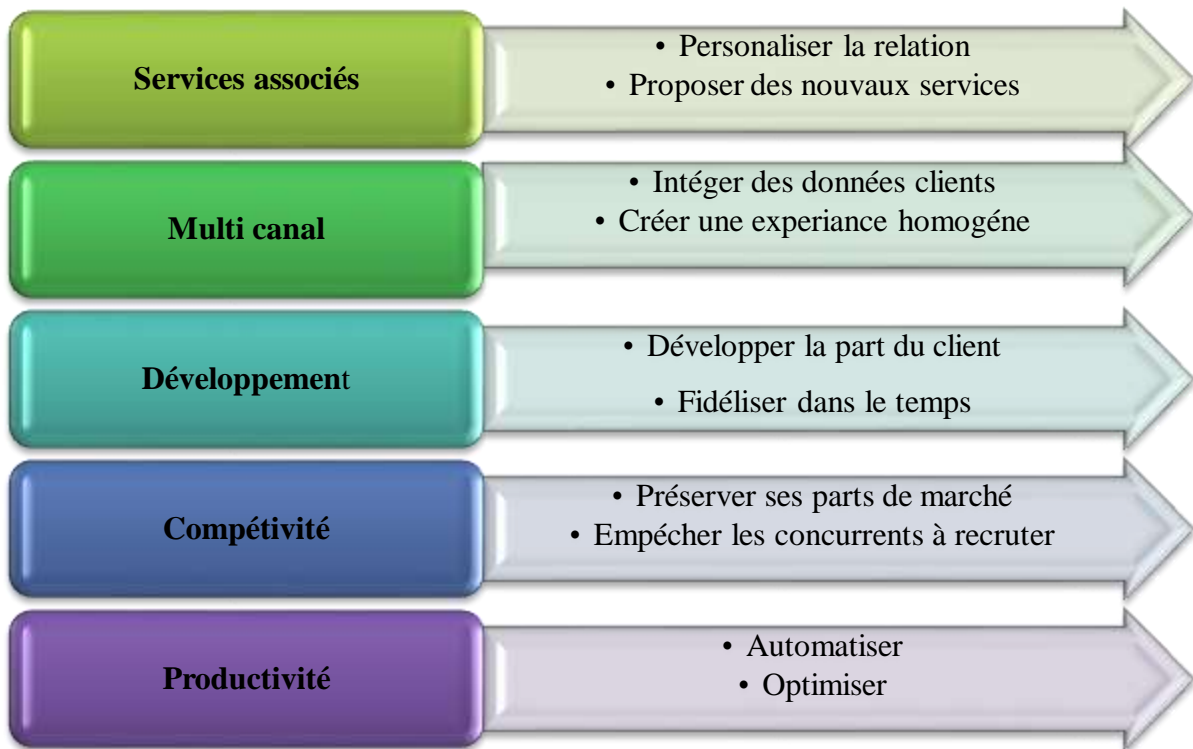 Services associés
• Personaliser la relation
• Proposer des nouvaux services
Multi canal
• Intéger des données clients
• Créer une experiance homogéne
Développement
• Développer la part du client
• Fidéliser dans le temps
Compétivité
• Préserver ses parts de marché
• Empécher les concurrents à recruter
Productivité
• Automatiser
• Optimiser